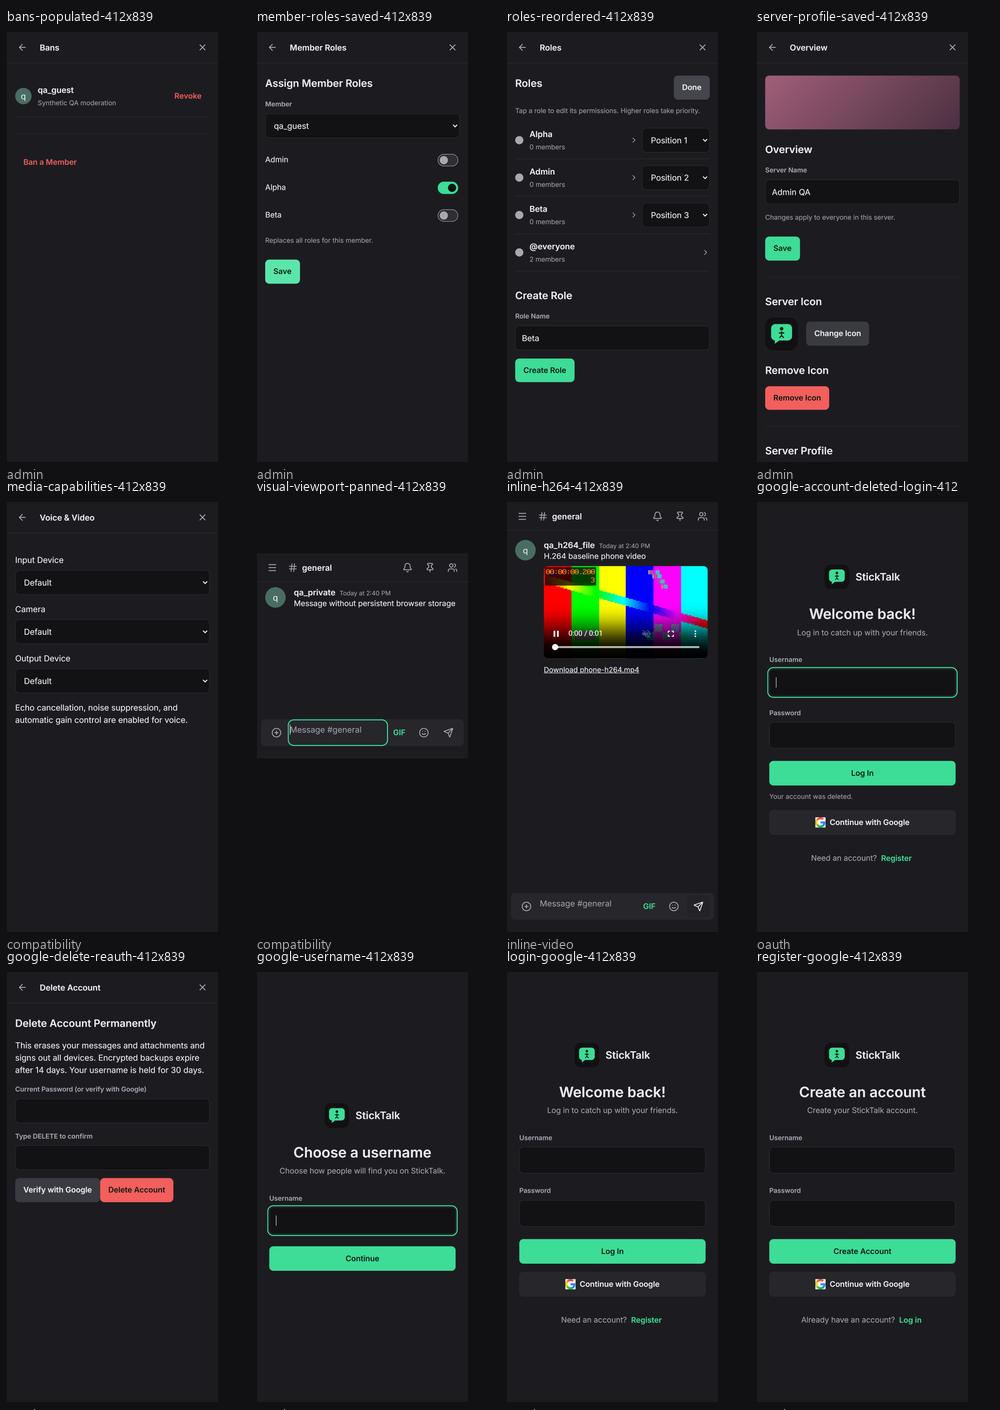 bans-populated-412x839
Bans
qa_guest
Synthetic QA moderation
Revoke
Ban a Member
admin
member-roles-saved-412x839
Member Roles
Assign Member Roles
Member
qa_guest
Admin
Alpha
Beta
Replaces all roles for this member.
Save
admin
roles-reordered-412x839
Roles
Roles
Done
Tap a role to edit its permissions. Higher roles take priority.
Alpha
0 members
Position 1
Admin
0 members
Position 2
Beta
0 members
Position 3
@everyone
2 members
Create Role
Role Name
Beta
Create Role
admin
server-profile-saved-412x839
Overview
Overview
Server Name
Admin QA
Changes apply to everyone in this server.
Save
Server Icon
Change Icon
Remove Icon
Remove Icon
Server Profile
admin
media-capabilities-412x839
Voice & Video
Input Device
Default
Camera
Default
Output Device
Default
Echo cancellation, noise suppression, and
automatic gain control are enabled for voice.
compatibility
visual-viewport-panned-412x839
# general
q
qa_private Today at 2:40 PM
Message without persistent browser storage
Message #general
GIF
compatibility
inline-h264-412x839
# general
q
qa_h264_file Today at 2:40 PM
H.264 baseline phone video
00:00:00.200
3
0:00 / 0:01
Download phone-h264.mp4
Message #general
GIF
inline-video
google-account-deleted-login-412
StickTalk
Welcome back!
Log in to catch up with your friends.
Username
Password
Log In
Your account was deleted.
Continue with Google
Need an account? Register
oauth
google-delete-reauth-412x839
Delete Account
Delete Account Permanently
This erases your messages and attachments and
signs out all devices. Encrypted backups expire
after 14 days. Your username is held for 30 days.
Current Password (or verify with Google)
Type DELETE to confirm
Verify with Google
Delete Account
google-username-412x839
StickTalk
Choose a username
Choose how people will find you on StickTalk.
Username
Continue
login-google-412x839
StickTalk
Welcome back!
Log in to catch up with your friends.
Username
Password
Log In
Continue with Google
Need an account? Register
register-google-412x839
StickTalk
Create an account
Create your StickTalk account.
Username
Password
Create Account
Continue with Google
Already have an account? Log in